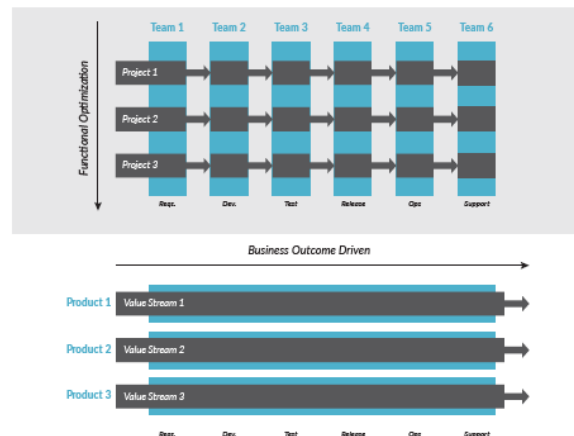 Team 1 Team 2 Team 3 Team 4 Team 5 Team 6
Functional Optimization
Project 1
Project 2
Project 3
Reqs. Dev. Test Release Ops Support
Business Outcome Driven
Product 1 Value Stream 1
Product 2 Value Stream 2
Product 3 Value Stream 3
Reqs. Dev. Test Release Ops Support